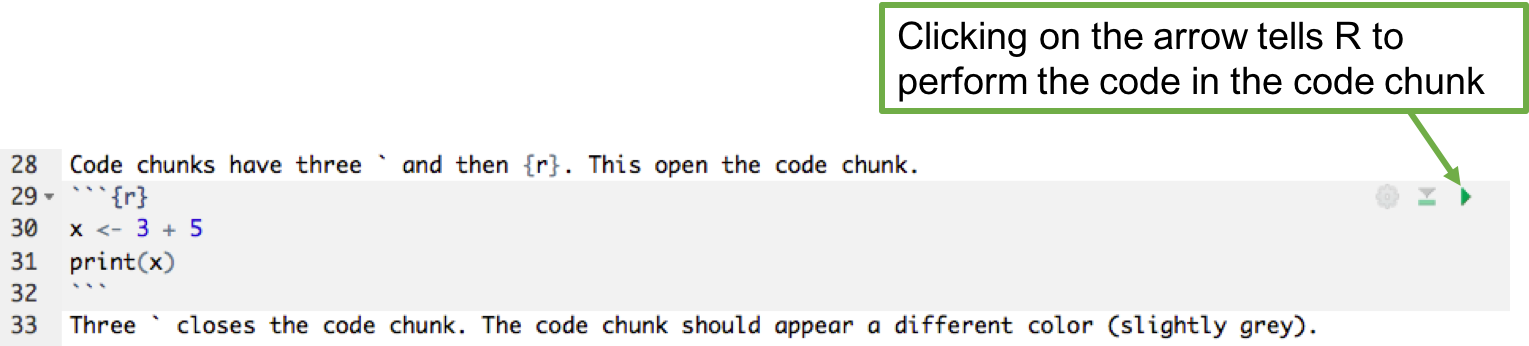 Clicking on the arrow tells R to
perform the code in the code chunk
28 Code chunks have three ` and then {r}. This open the code chunk.
29 ```{r}
30 x <- 3 + 5
31 print(x)
32 ```
33 Three ` closes the code chunk. The code chunk should appear a different color (slightly grey).